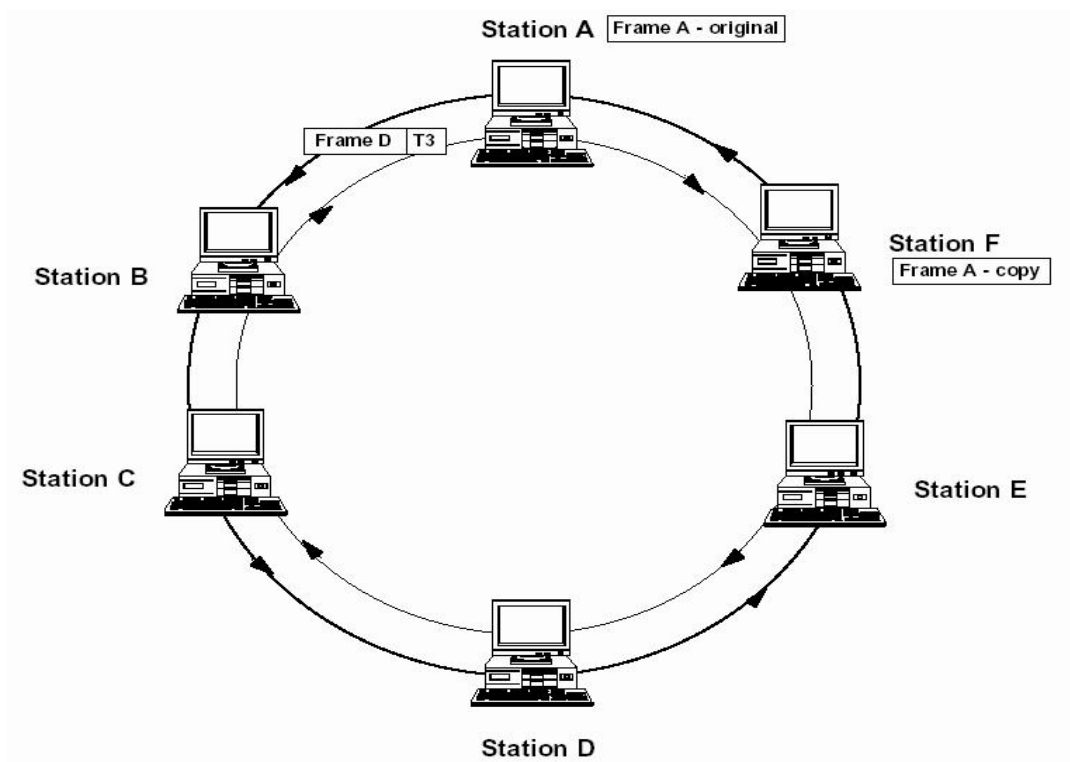 Station A
Frame A - original
Frame D
T3
Station B
Station F
Frame A - copy
Station C
Station E
Station D